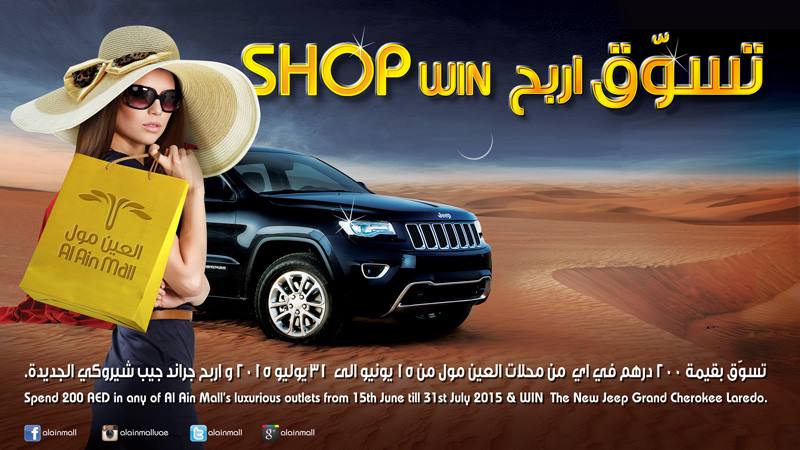 SHOP WIN تسوّق اربح
العين مول
Al Ain Mall
Jeep
تسوّق بقيمة ٢٠٠ درهم في اي من محلات العين مول من ١٥ يونيو الى ٣١ يوليو ٢٠١٥ و اربح جراند جيب شيروكي الجديدة.
Spend 200 AED in any of Al Ain Mall's luxurious outlets from 15th June till 31st July 2015 & WIN The New Jeep Grand Cherokee Laredo.
f alainmall alainmalluae t alainmall g+ alainmall